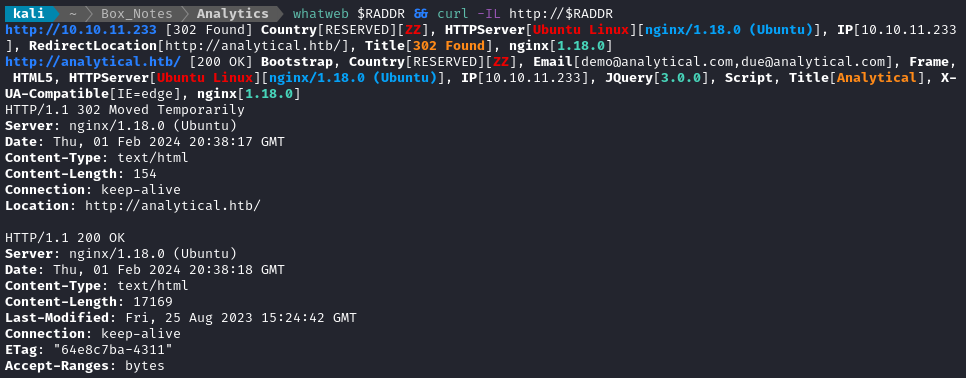 kali ~ Box_Notes Analytics whatweb $RADDR && curl -IL http://$RADDR
http://10.10.11.233 [302 Found] Country[RESERVED][ZZ], HTTPServer[Ubuntu Linux][nginx/1.18.0 (Ubuntu)], IP[10.10.11.233
], RedirectLocation[http://analytical.htb/], Title[302 Found], nginx[1.18.0]
http://analytical.htb/ [200 OK] Bootstrap, Country[RESERVED][ZZ], Email[demo@analytical.com,due@analytical.com], Frame,
HTML5, HTTPServer[Ubuntu Linux][nginx/1.18.0 (Ubuntu)], IP[10.10.11.233], JQuery[3.0.0], Script, Title[Analytical], X-
UA-Compatible[IE=edge], nginx[1.18.0]
HTTP/1.1 302 Moved Temporarily
Server: nginx/1.18.0 (Ubuntu)
Date: Thu, 01 Feb 2024 20:38:17 GMT
Content-Type: text/html
Content-Length: 154
Connection: keep-alive
Location: http://analytical.htb/

HTTP/1.1 200 OK
Server: nginx/1.18.0 (Ubuntu)
Date: Thu, 01 Feb 2024 20:38:18 GMT
Content-Type: text/html
Content-Length: 17169
Last-Modified: Fri, 25 Aug 2023 15:24:42 GMT
Connection: keep-alive
ETag: "64e8c7ba-4311"
Accept-Ranges: bytes